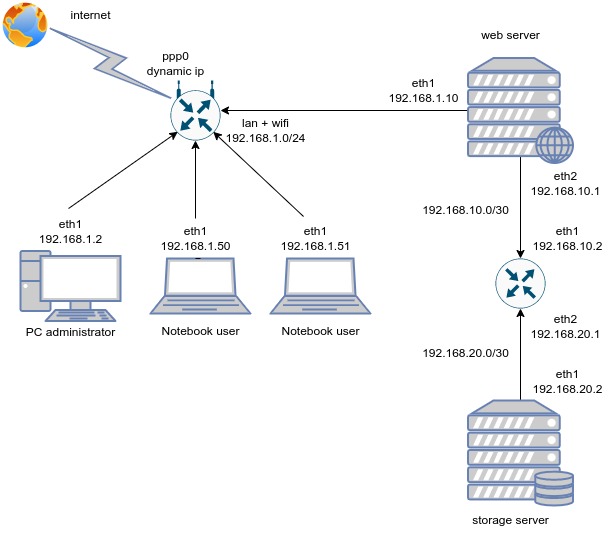 internet
web server
ppp0
dynamic ip
eth1
192.168.1.10
lan + wifi
192.168.1.0/24
eth2
192.168.10.1
192.168.10.0/30
eth1
192.168.1.2
eth1
192.168.1.50
eth1
192.168.1.51
eth1
192.168.10.2
PC administrator
Notebook user
Notebook user
eth2
192.168.20.1
192.168.20.0/30
eth1
192.168.20.2
storage server